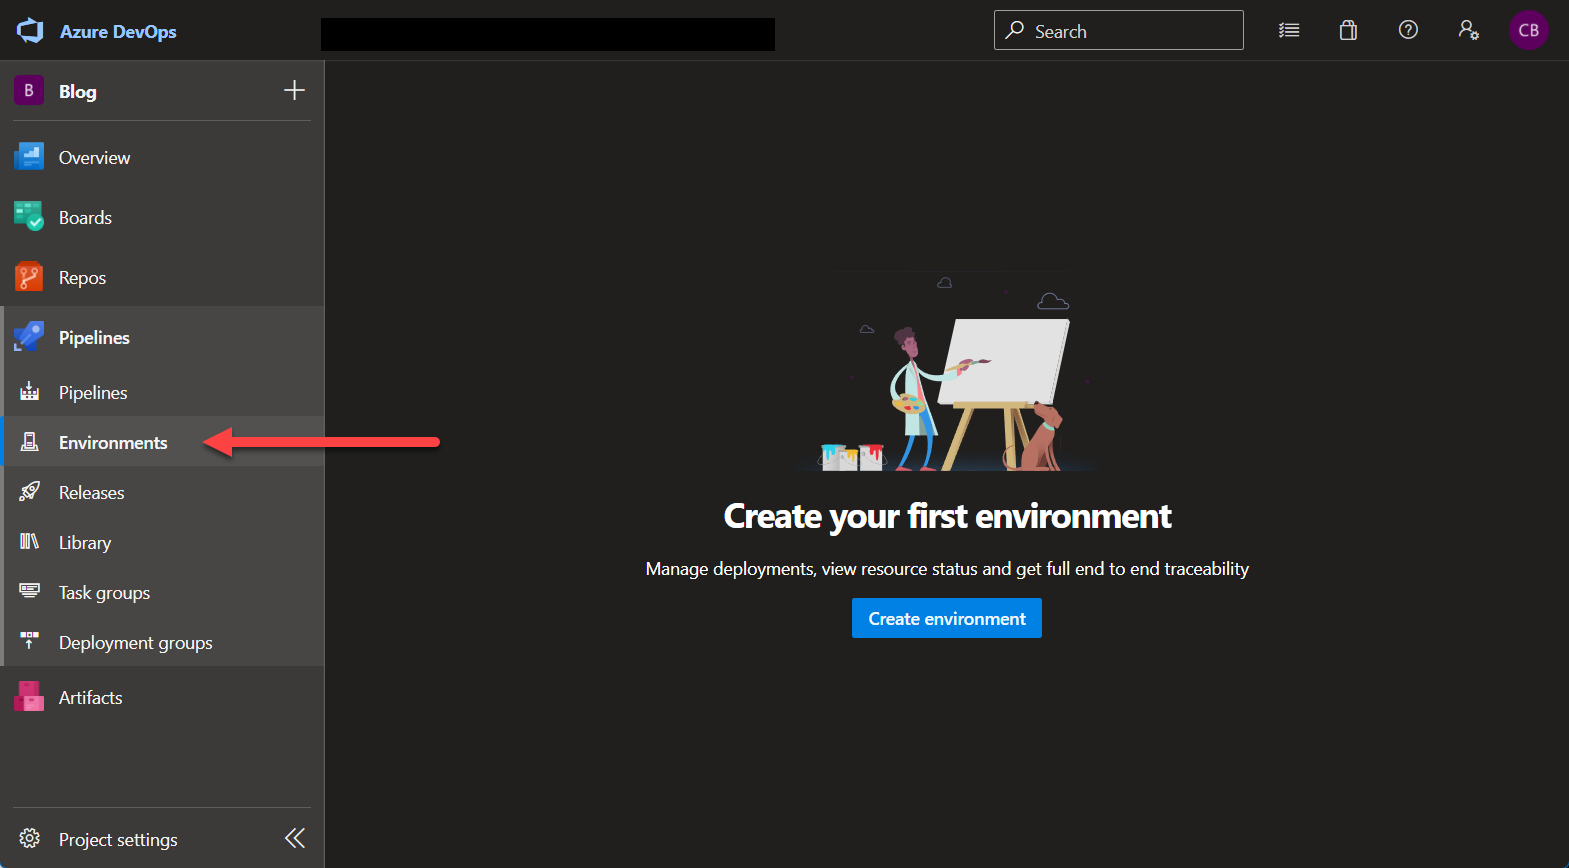 Azure DevOps
Search
CB
B
Blog
Overview
Boards
Repos
Pipelines
Pipelines
Environments
Releases
Library
Task groups
Deployment groups
Artifacts
Project settings
Create your first environment
Manage deployments, view resource status and get full end to end traceability
Create environment